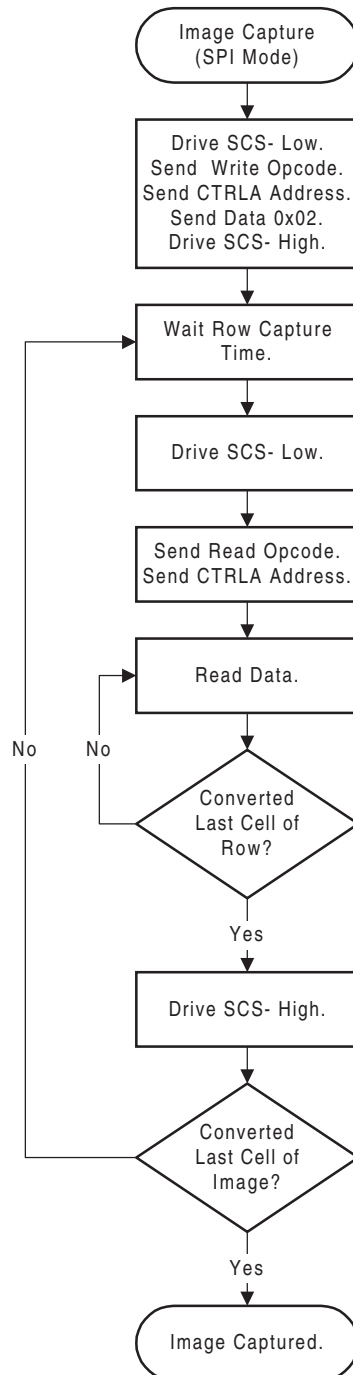 Image Capture
(SPI Mode)
Drive SCS- Low.
Send Write Opcode.
Send CTRLA Address.
Send Data 0x02.
Drive SCS- High.
Wait Row Capture
Time.
Drive SCS- Low.
Send Read Opcode.
Send CTRLA Address.
Read Data.
No
No
Converted
Last Cell of
Row?
Yes
Drive SCS- High.
Converted
Last Cell of
Image?
Yes
Image Captured.